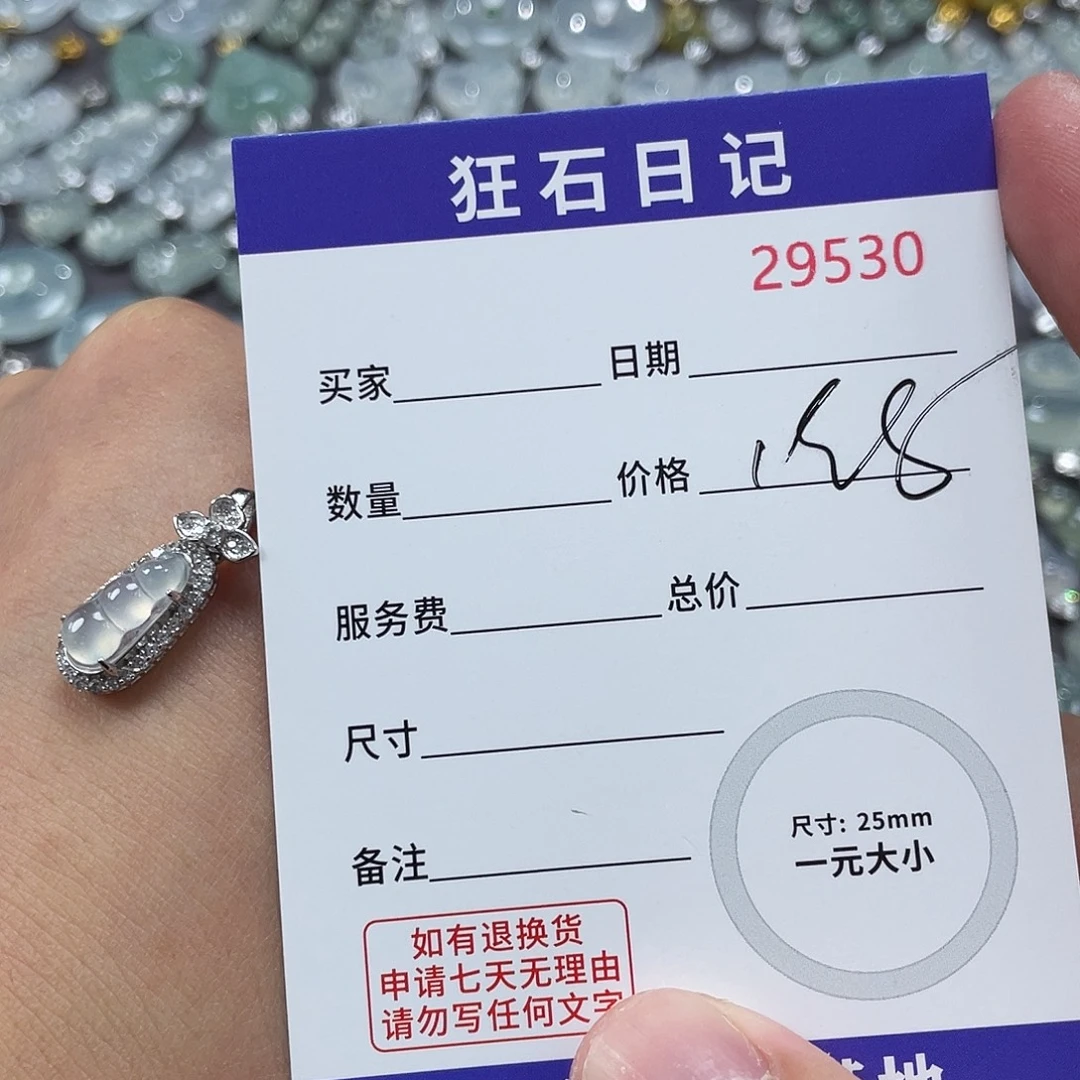 狂石日记
29530
买家 日期
数量 价格 158
服务费 总价
尺寸
备注
尺寸: 25mm
一元大小
如有退换货
申请七天无理由
请勿写任何文字